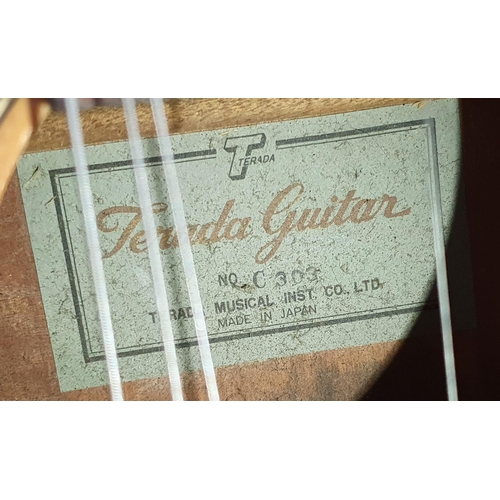 T TERADA
Terada Guitar
NO. C 303
TERADA MUSICAL INST. CO., LTD.
MADE IN JAPAN